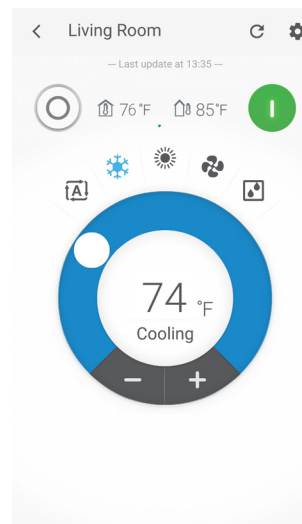 Living Room
— Last update at 13:35 —
76°F 85°F
A
74 °F
Cooling